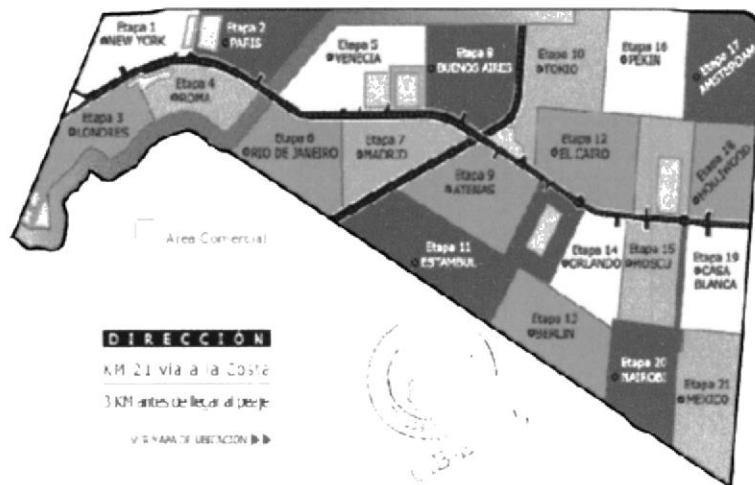 Etapa 1
NEW YORK
Etapa 2
PARIS
Etapa 3
LONDRES
Etapa 4
ROMA
Etapa 5
VENECIA
Etapa 6
RIO DE JANEIRO
Etapa 7
MADRID
Etapa 8
BUENOS AIRES
Etapa 9
ATENAS
Etapa 10
TOKIO
Etapa 11
ESTAMBUL
Etapa 12
EL CAIRO
Etapa 13
BERLIN
Etapa 14
ORLANDO
Etapa 15
MOSCU
Etapa 16
PEKIN
Etapa 17
AMSTERDAM
Etapa 18
HOLLYWOOD
Etapa 19
CASA
BLANCA
Etapa 20
NAIROBI
Etapa 21
MEXICO
Area Comercial
DIRECCIÓN
KM 21 vía a la Costa
3 KM antes de llegar al peaje
VER MAPA DE UBICACIÓN